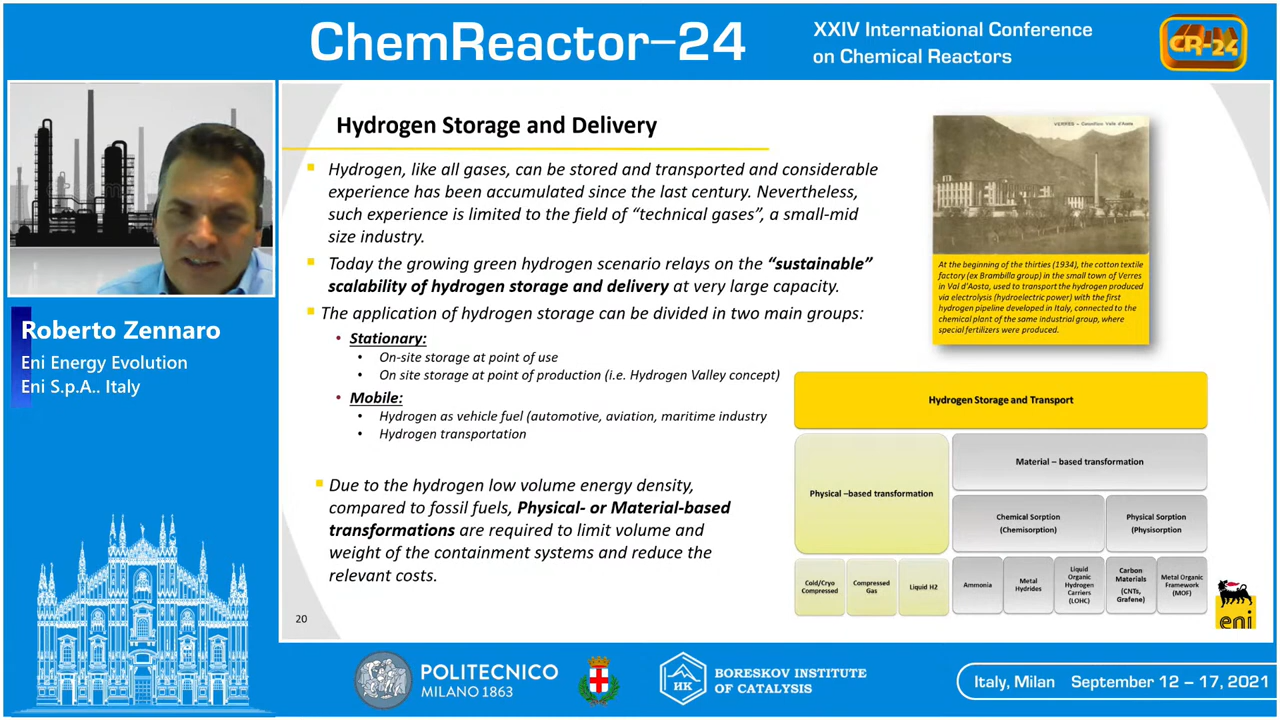 ChemReactor-24
XXIV International Conference
on Chemical Reactors
CR-24
Roberto Zennaro
Eni Energy Evolution
Eni S.p.A.. Italy
Hydrogen Storage and Delivery
Hydrogen, like all gases, can be stored and transported and considerable
experience has been accumulated since the last century. Nevertheless,
such experience is limited to the field of “technical gases”, a small-mid
size industry.
Today the growing green hydrogen scenario relays on the “sustainable”
scalability of hydrogen storage and delivery at very large capacity.
The application of hydrogen storage can be divided in two main groups:
• Stationary:
• On-site storage at point of use
• On site storage at point of production (i.e. Hydrogen Valley concept)
• Mobile:
• Hydrogen as vehicle fuel (automotive, aviation, maritime industry
• Hydrogen transportation
Due to the hydrogen low volume energy density,
compared to fossil fuels, Physical- or Material-based
transformations are required to limit volume and
weight of the containment systems and reduce the
relevant costs.
20
VERRES - Valle d'Aosta
At the beginning of the thirties (1934), the cotton textile
factory (ex Brambilla group) in the small town of Verres
in Val d'Aosta, used to transport the hydrogen produced
via electrolysis (hydroelectric power) with the first
hydrogen pipeline developed in Italy, connected to the
chemical plant of the same industrial group, where
special fertilizers were produced.
Hydrogen Storage and Transport
Physical –based transformation
Material – based transformation
Chemical Sorption
(Chemisorption)
Physical Sorption
(Physisorption
Cold/Cryo
Compressed
Compressed
Gas
Liquid H2
Ammonia
Metal
Hydrides
Liquid
Organic
Hydrogen
Carriers
(LOHC)
Carbon
Materials
(CNTs,
Grafene)
Metal Organic
Framework
(MOF)
eni
POLITECNICO
MILANO 1863
HK
BORESKOV INSTITUTE
OF CATALYSIS
Italy, Milan September 12 – 17, 2021